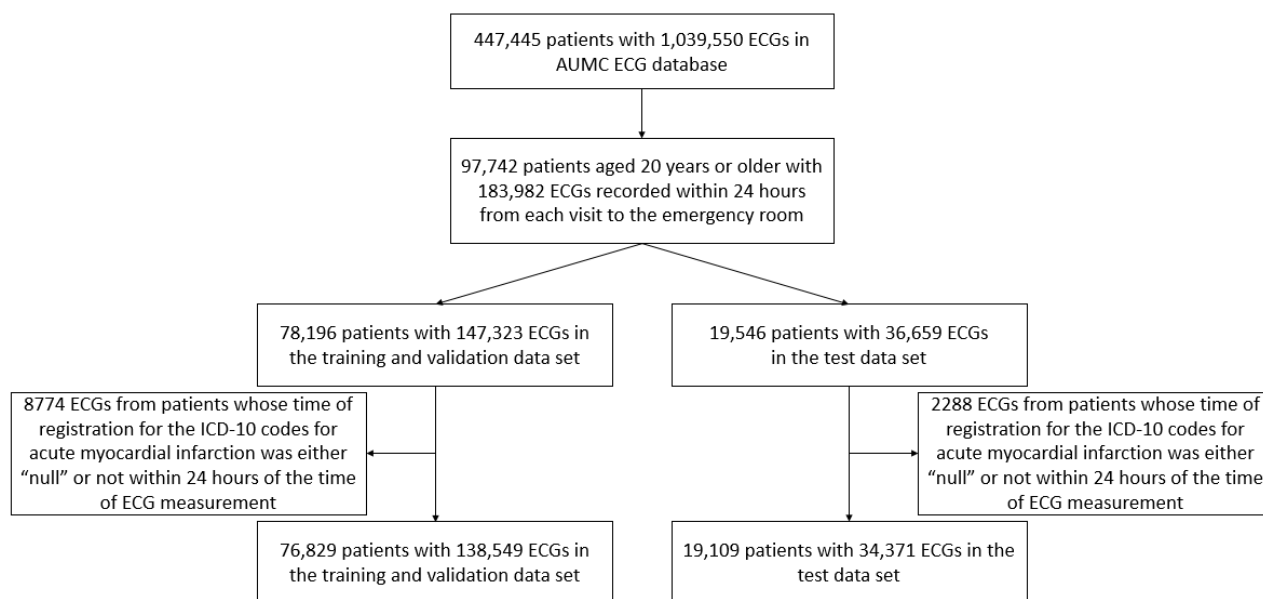 447,445 patients with 1,039,550 ECGs in
AUMC ECG database
97,742 patients aged 20 years or older with
183,982 ECGs recorded within 24 hours
from each visit to the emergency room
78,196 patients with 147,323 ECGs in
the training and validation data set
19,546 patients with 36,659 ECGs
in the test data set
8774 ECGs from patients whose time of
registration for the ICD-10 codes for
acute myocardial infarction was either
“null” or not within 24 hours of the time
of ECG measurement
2288 ECGs from patients whose time of
registration for the ICD-10 codes for
acute myocardial infarction was either
“null” or not within 24 hours of the time
of ECG measurement
76,829 patients with 138,549 ECGs in
the training and validation data set
19,109 patients with 34,371 ECGs in the
test data set